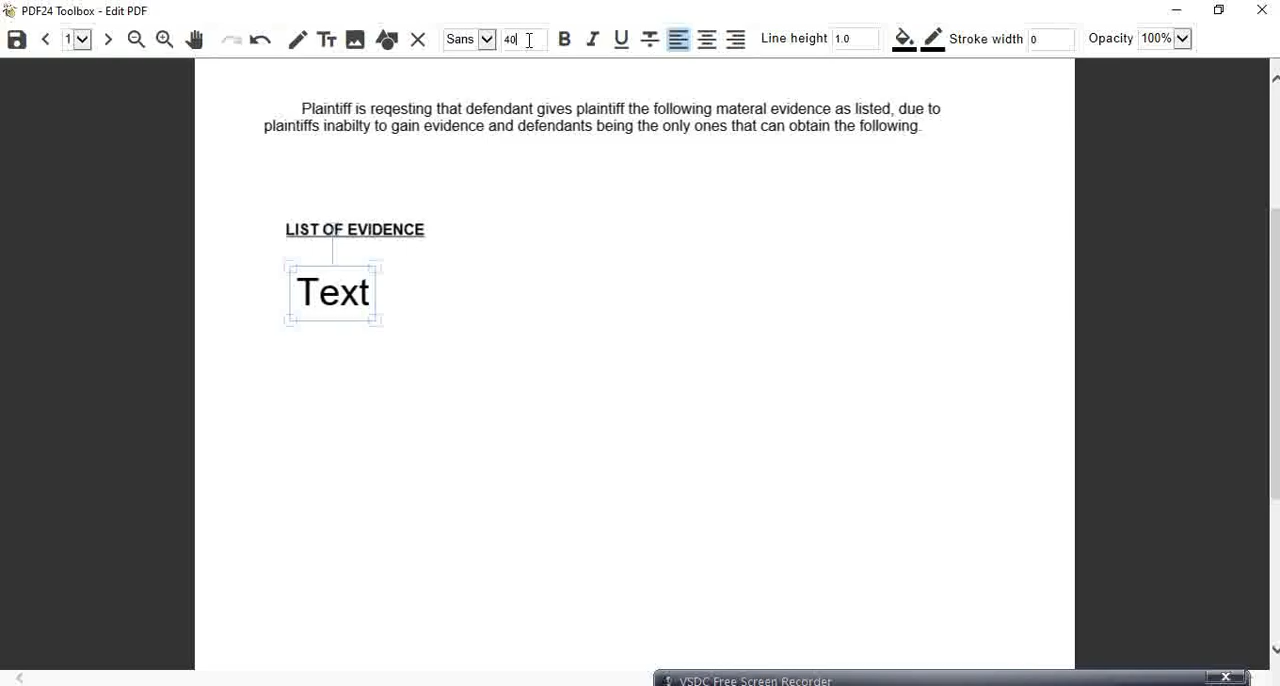 PDF24 Toolbox - Edit PDF
1 Sans 40 B I U Line height 1.0 Stroke width 0 Opacity 100%
Plaintiff is reqesting that defendant gives plaintiff the following materal evidence as listed, due to
plaintiffs inabilty to gain evidence and defendants being the only ones that can obtain the following.
LIST OF EVIDENCE
Text
VSDC Free Screen Recorder